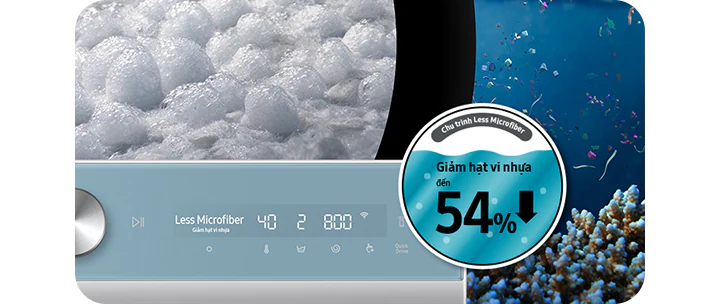 Chu trình Less Microfiber
Giảm hạt vi nhựa
đến
54%
Less Microfiber 40 2 800
Giảm hạt vi nhựa
Quick
Drive